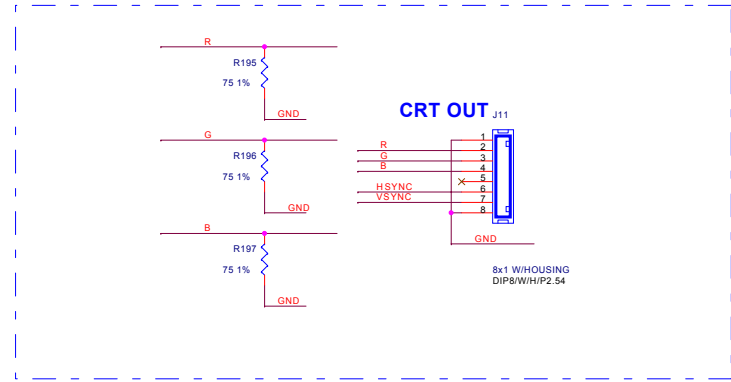 R
R195
75 1%
GND
CRT OUT J11
G
R196
75 1%
GND
B
R197
75 1%
GND
R
G
B
HSYNC
VSYNC
1
2
3
4
5
6
7
8
GND
8x1 W/HOUSING
DIP8/W/H/P2.54